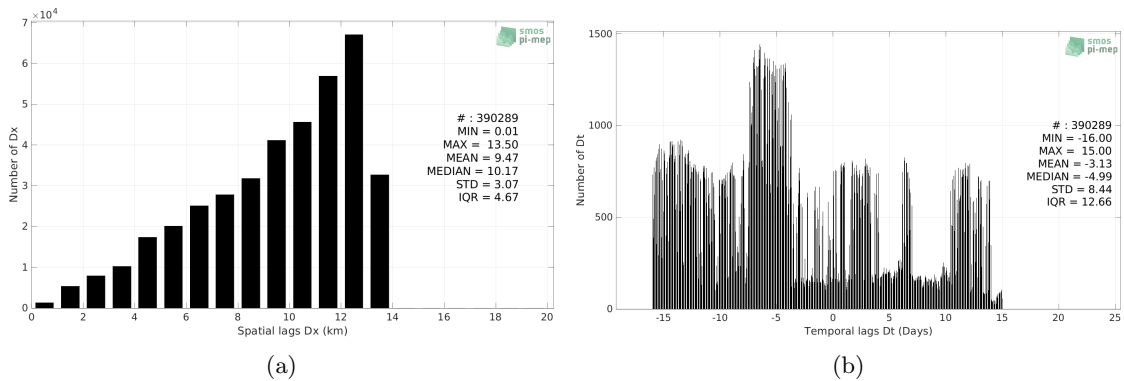 7
×10⁴
smos
pi-mep
6
5
4
3
2
1
0
Number of Dx
# : 390289
MIN = 0.01
MAX = 13.50
MEAN = 9.47
MEDIAN = 10.17
STD = 3.07
IQR = 4.67
0 2 4 6 8 10 12 14 16 18 20
Spatial lags Dx (km)
(a)
1500
1000
500
0
Number of Dt
smos
pi-mep
# : 390289
MIN = -16.00
MAX = 15.00
MEAN = -3.13
MEDIAN = -4.99
STD = 8.44
IQR = 12.66
-15 -10 -5 0 5 10 15 20 25
Temporal lags Dt (Days)
(b)